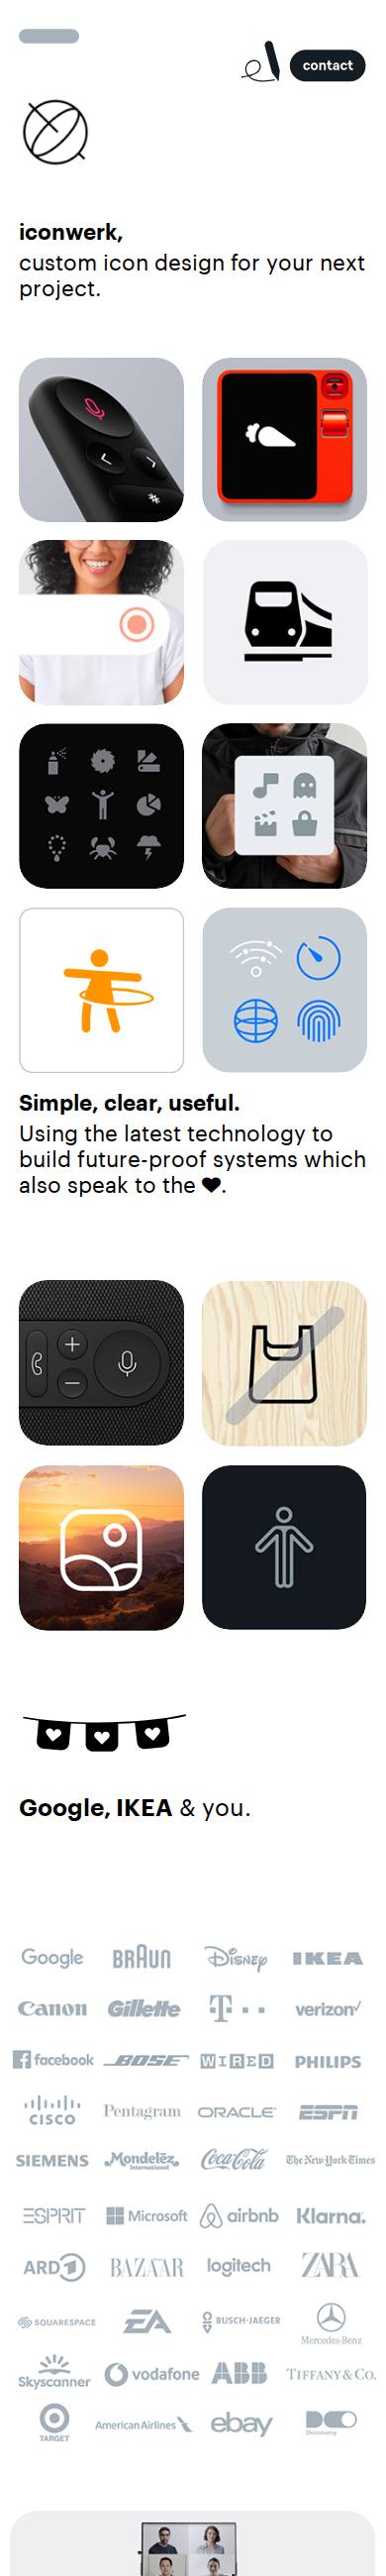 contact
iconwerk,
custom icon design for your next
project.
Simple, clear, useful.
Using the latest technology to
build future-proof systems which
also speak to the ♥.
Google, IKEA & you.
Google BRAUN Disney IKEA
Canon Gillette T verizon
facebook BOSE WIRED PHILIPS
CISCO Pentagram ORACLE ESPN
SIEMENS Mondelēz International Coca-Cola The New York Times
ESPRIT Microsoft airbnb Klarna.
ARD 1 BAZAAR logitech ZARA
SQUARESPACE EA BUSCH-JAEGER Mercedes-Benz
Skyscanner vodafone ABB TIFFANY & CO.
TARGET American Airlines ebay Doconomy